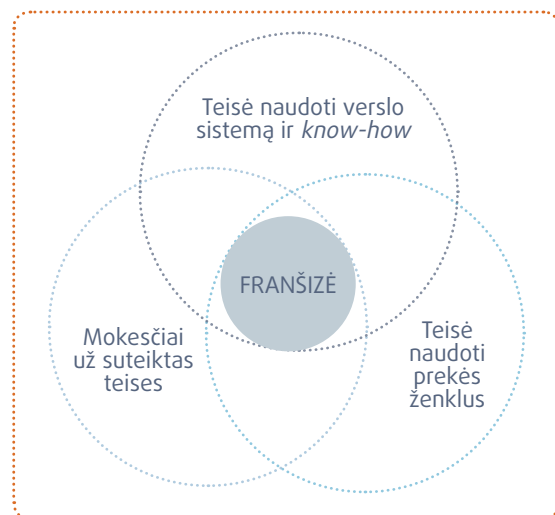 Teisė naudoti verslo
sistemą ir know-how
FRANŠIZĖ
Mokesčiai
už suteiktas
teises
Teisė
naudoti
prekės
ženklus